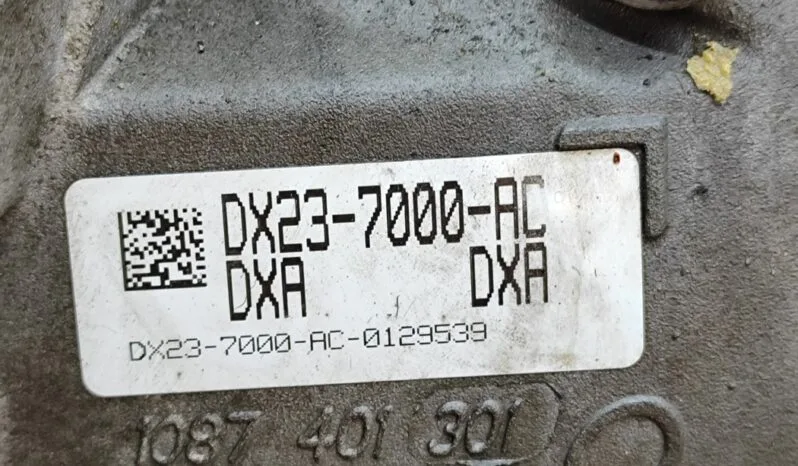 DX23-7000-AC
DXA DXA
DX23-7000-AC-0129539
1087 401 301